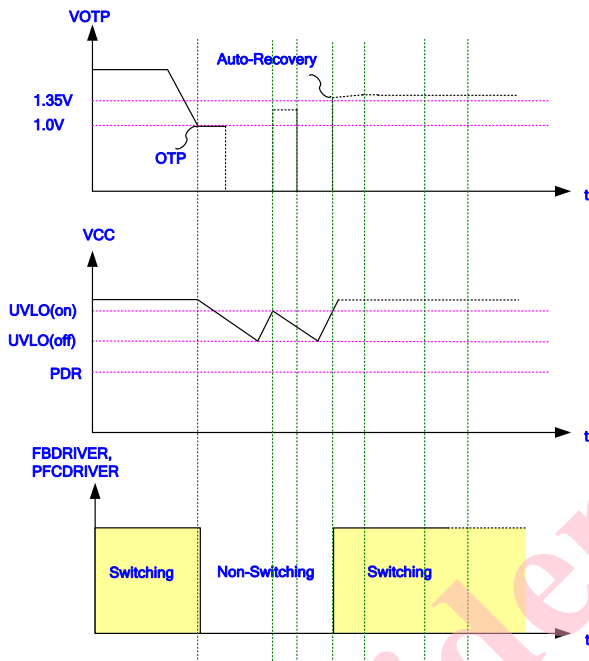 VOTP
Auto-Recovery
1.35V
1.0V
OTP
t
VCC
UVLO(on)
UVLO(off)
PDR
t
FBDRIVER,
PFCDRIVER
Switching Non-Switching Switching
t